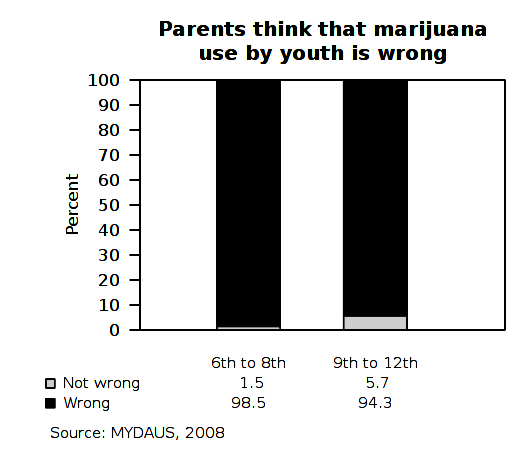 Parents think that marijuana
use by youth is wrong
Percent
100
90
80
70
60
50
40
30
20
10
0
6th to 8th 9th to 12th
Not wrong 1.5 5.7
Wrong 98.5 94.3
Source: MYDAUS, 2008